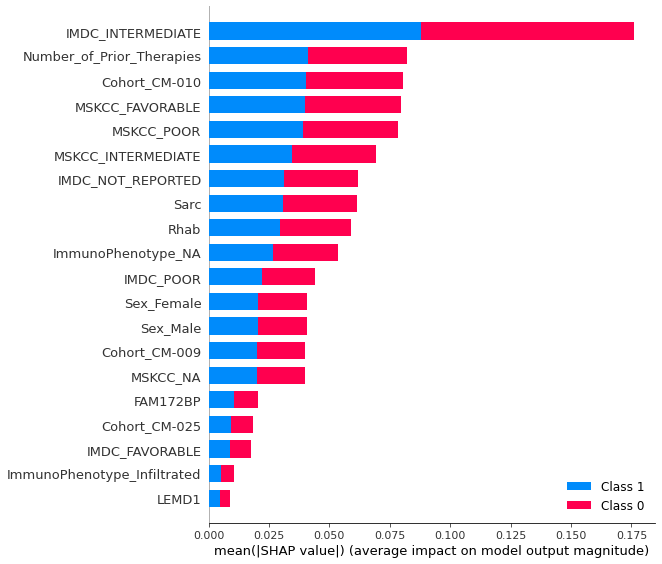 IMDC_INTERMEDIATE
Number_of_Prior_Therapies
Cohort_CM-010
MSKCC_FAVORABLE
MSKCC_POOR
MSKCC_INTERMEDIATE
IMDC_NOT_REPORTED
Sarc
Rhab
ImmunoPhenotype_NA
IMDC_POOR
Sex_Female
Sex_Male
Cohort_CM-009
MSKCC_NA
FAM172BP
Cohort_CM-025
IMDC_FAVORABLE
ImmunoPhenotype_Infiltrated
LEMD1
Class 1
Class 0
0.000 0.025 0.050 0.075 0.100 0.125 0.150 0.175
mean(|SHAP value|) (average impact on model output magnitude)